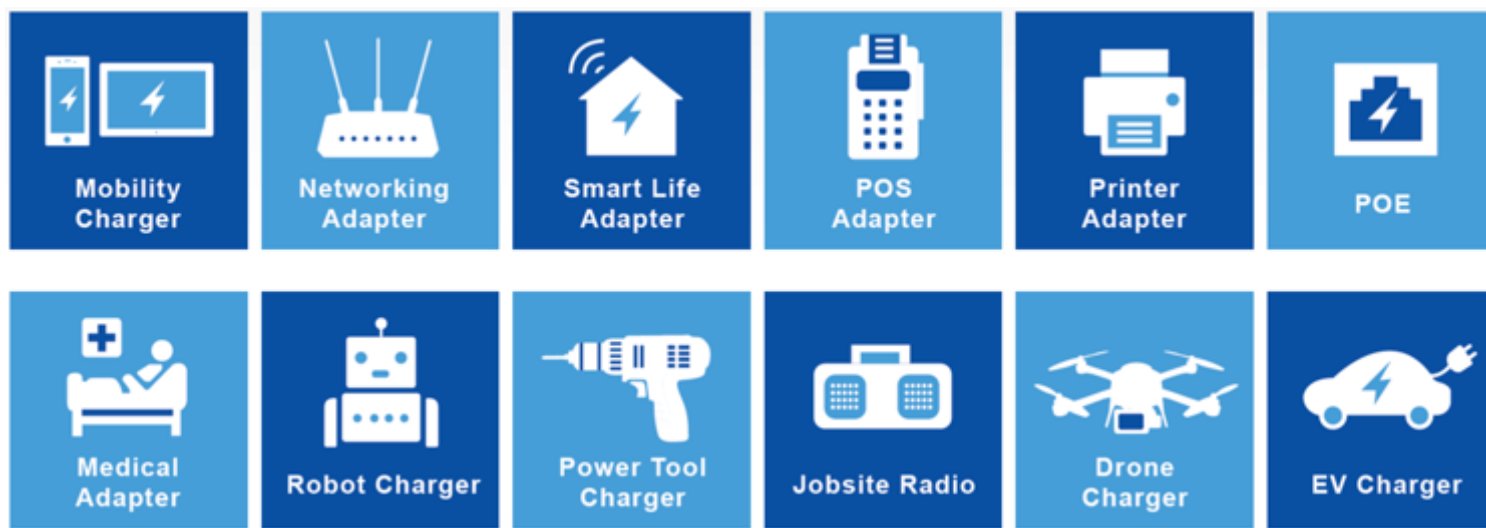 Mobility
Charger
Networking
Adapter
Smart Life
Adapter
POS
Adapter
Printer
Adapter
POE
Medical
Adapter
Robot Charger
Power Tool
Charger
Jobsite Radio
Drone
Charger
EV Charger